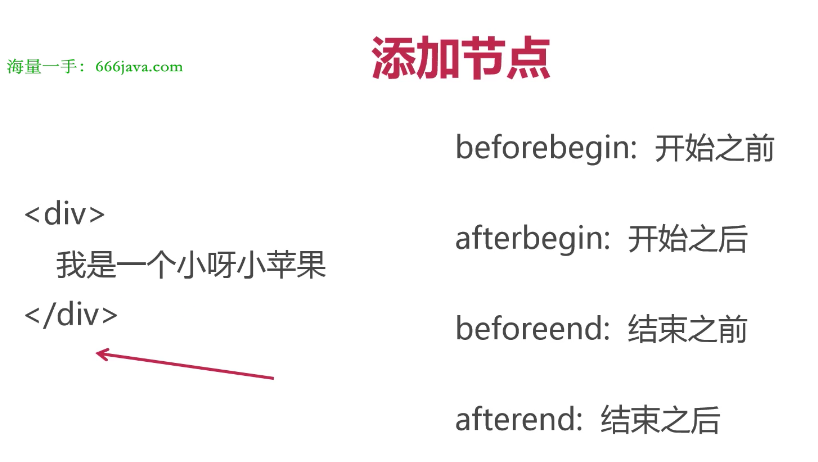 添加节点
海量一手：666java.com
<div>
我是一个小呀小苹果
</div>
beforebegin: 开始之前
afterbegin: 开始之后
beforeend: 结束之前
afterend: 结束之后